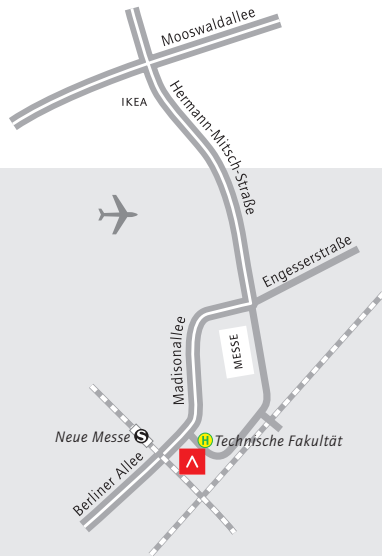 Mooswaldallee
IKEA
Hermann-Mitsch-Straße
Engesserstraße
Madisonallee
MESSE
Neue Messe S
H Technische Fakultät
Berliner Allee